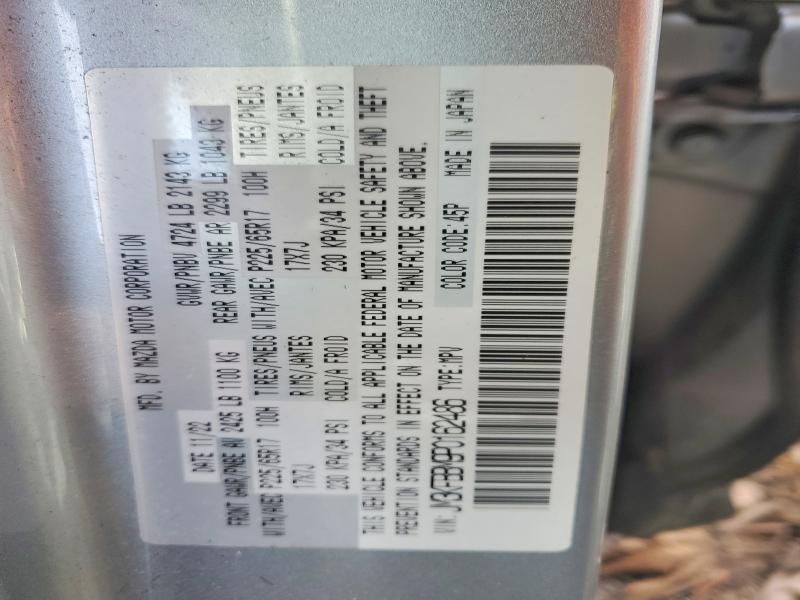 MFD. BY MAZDA MOTOR CORPORATION
DATE 11/22 GVWR/PNBV 4724 LB 2143 KG
FRONT GAWR/PNBE AV 2425 LB 1100 KG REAR GAWR/PNBE AR 2299 LB 1043 KG
WITH/AVEC P225/65R17 100H TIRES/PNEUS WITH/AVEC P225/65R17 100H TIRES/PNEUS
17X7J RIMS/JANTES 17X7J RIMS/JANTES
230 KPA/34 PSI COLD/A FROID 230 KPA/34 PSI COLD/A FROID
THIS VEHICLE CONFORMS TO ALL APPLICABLE FEDERAL MOTOR VEHICLE SAFETY AND THEFT
PREVENTION STANDARDS IN EFFECT ON THE DATE OF MANUFACTURE SHOWN ABOVE.
VIN: TYPE:MPV COLOR CODE:45P MADE IN JAPAN